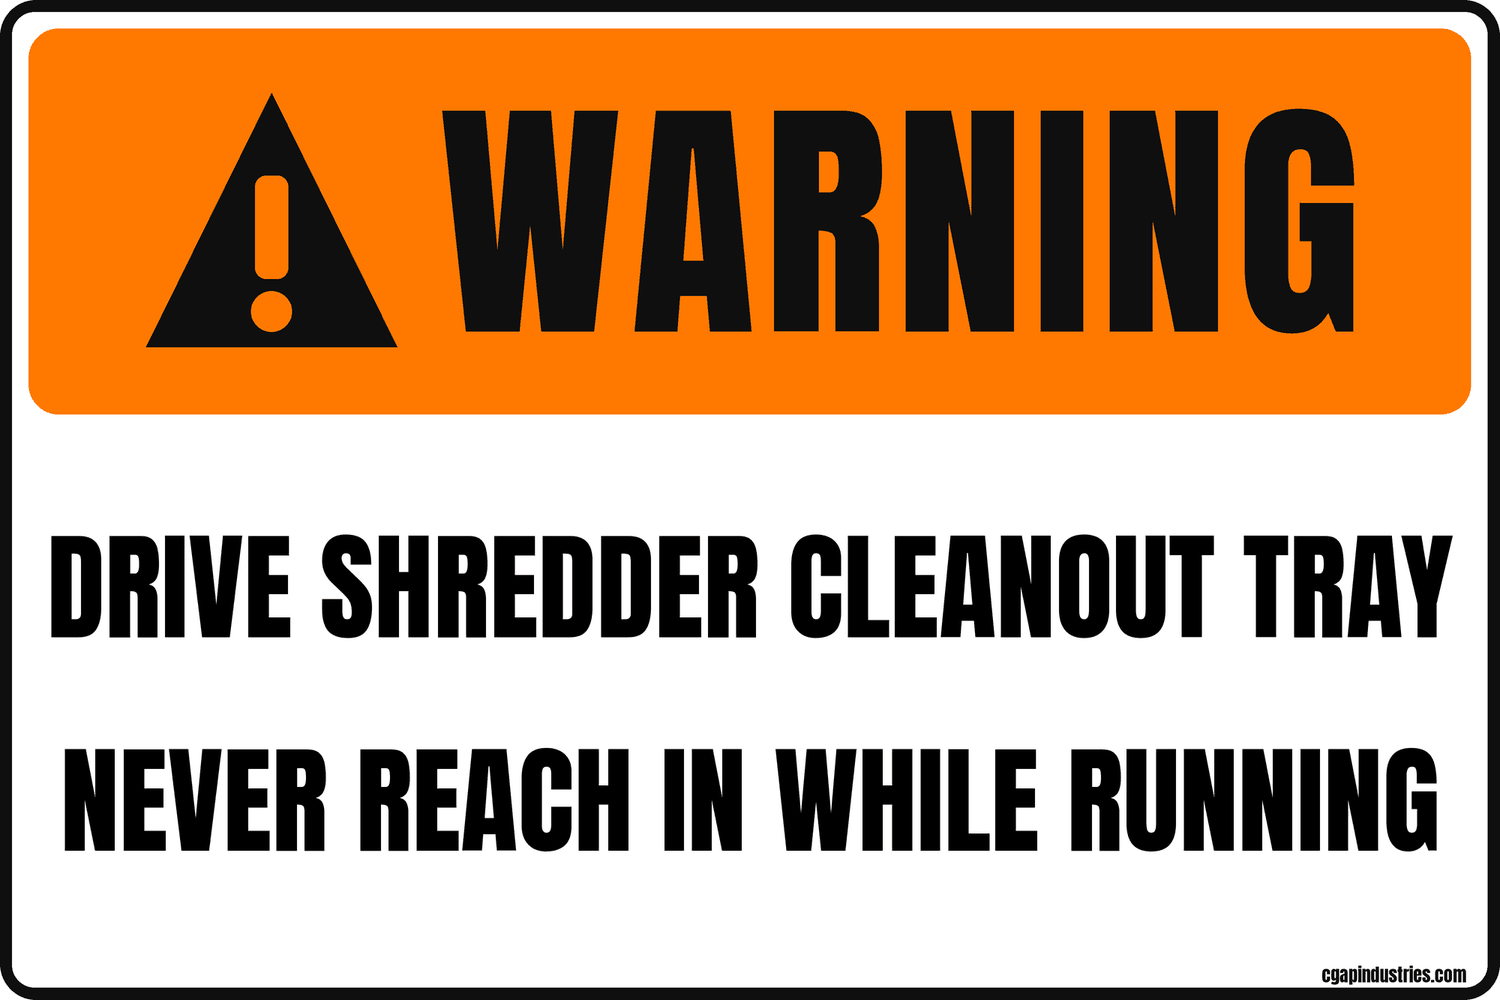 WARNING
DRIVE SHREDDER CLEANOUT TRAY
NEVER REACH IN WHILE RUNNING
cgapindustries.com